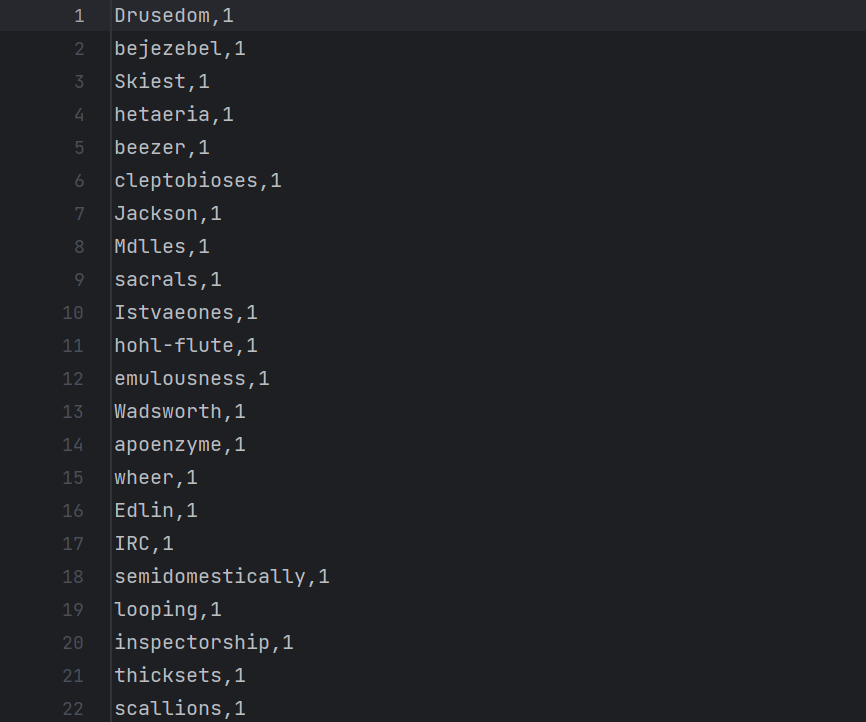 1 Drusedom,1
2 bejezebel,1
3 Skiest,1
4 hetaeria,1
5 beezer,1
6 cleptobioses,1
7 Jackson,1
8 Mdlles,1
9 sacrals,1
10 Istvaeones,1
11 hohl-flute,1
12 emulousness,1
13 Wadsworth,1
14 apoenzyme,1
15 wheer,1
16 Edlin,1
17 IRC,1
18 semidomestically,1
19 looping,1
20 inspectorship,1
21 thicksets,1
22 scallions,1